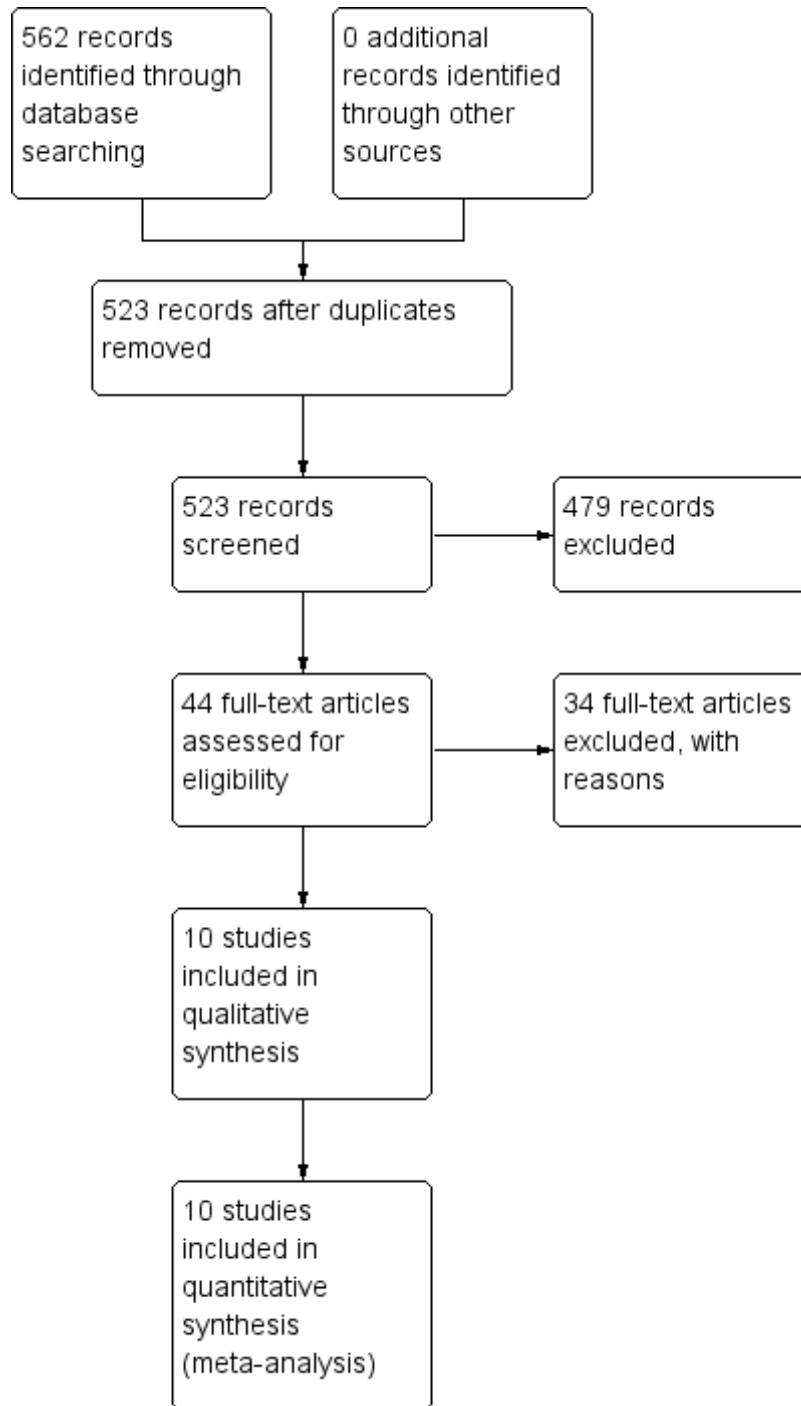 562 records
identified through
database
searching
0 additional
records identified
through other
sources
523 records after duplicates
removed
523 records
screened
479 records
excluded
44 full-text articles
assessed for
eligibility
34 full-text articles
excluded, with
reasons
10 studies
included in
qualitative
synthesis
10 studies
included in
quantitative
synthesis
(meta-analysis)